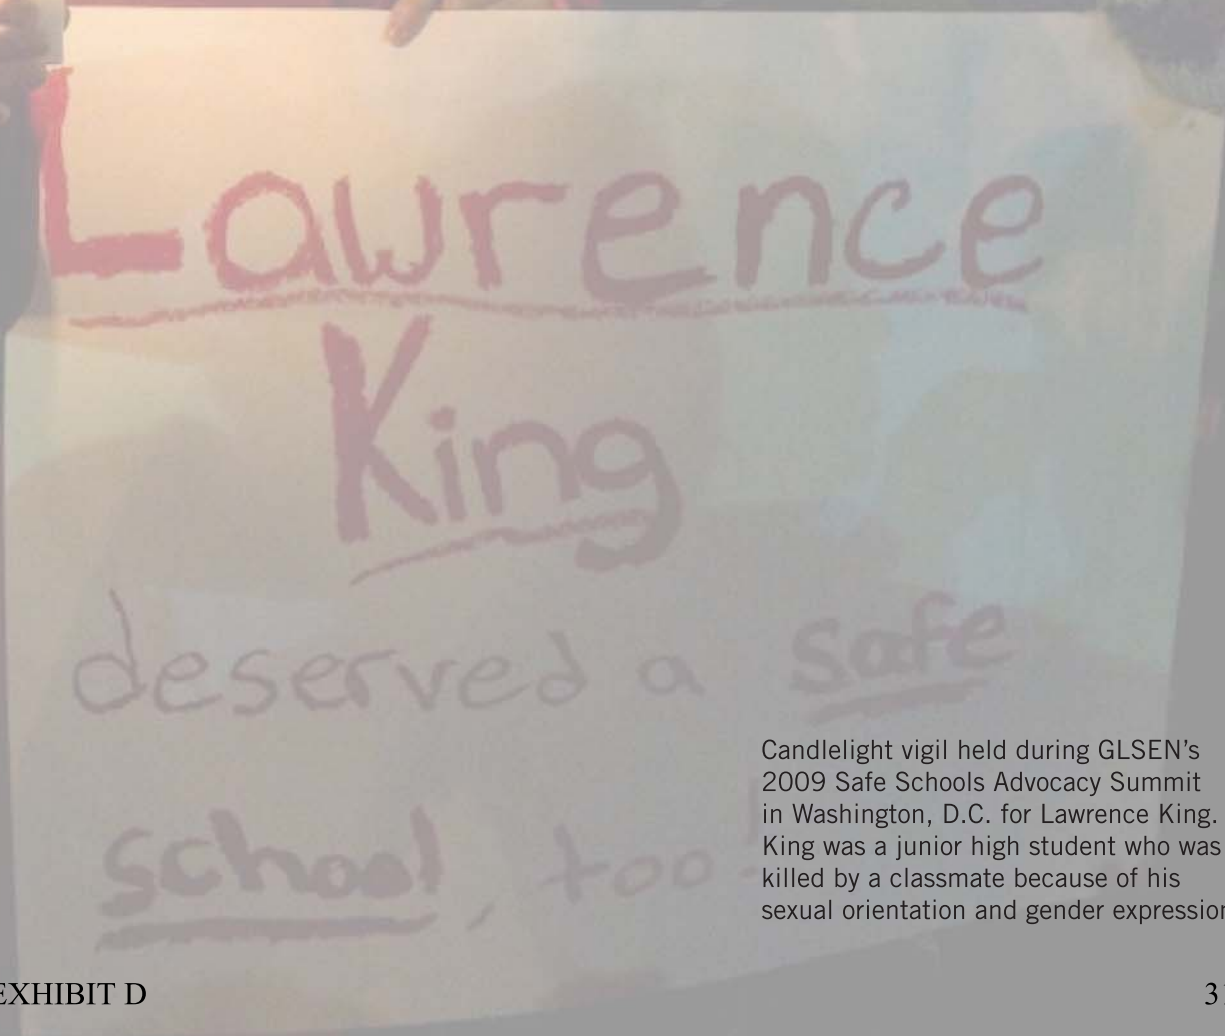 Lawrence
King
deserved a safe
school, too!
Candlelight vigil held during GLSEN’s
2009 Safe Schools Advocacy Summit
in Washington, D.C. for Lawrence King.
King was a junior high student who was
killed by a classmate because of his
sexual orientation and gender expression
EXHIBIT D